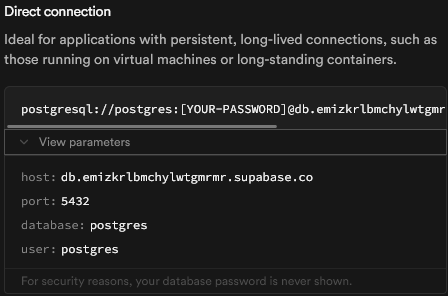 Direct connection
Ideal for applications with persistent, long-lived connections, such as
those running on virtual machines or long-standing containers.
postgresql://postgres:[YOUR-PASSWORD]@db.emizkrlbmchylwtgmr
View parameters
host: db.emizkrlbmchylwtgmrmr.supabase.co
port: 5432
database: postgres
user: postgres
For security reasons, your database password is never shown.